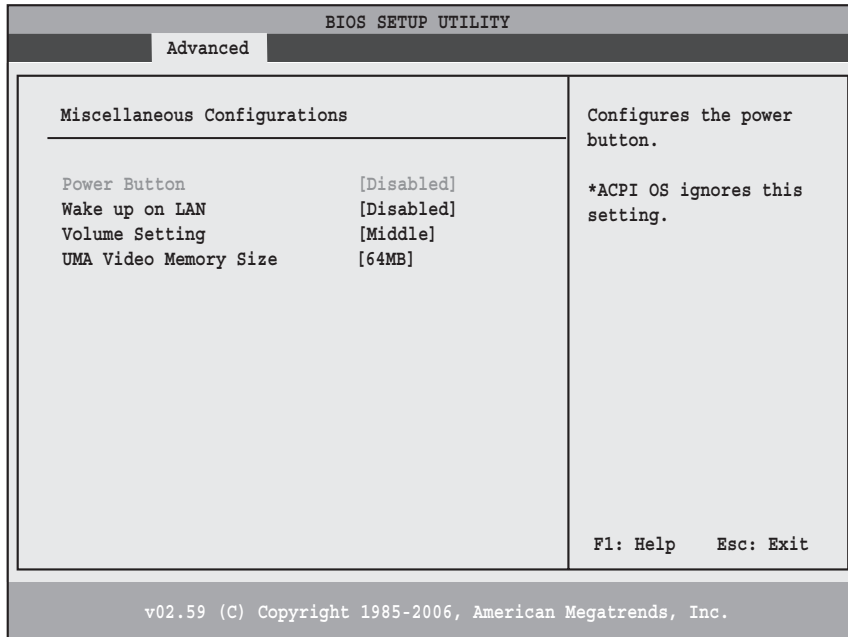 BIOS SETUP UTILITY
Advanced
Miscellaneous Configurations
Power Button [Disabled]
Wake up on LAN [Disabled]
Volume Setting [Middle]
UMA Video Memory Size [64MB]
Configures the power
button.
*ACPI OS ignores this
setting.
F1: Help Esc: Exit
v02.59 (C) Copyright 1985-2006, American Megatrends, Inc.